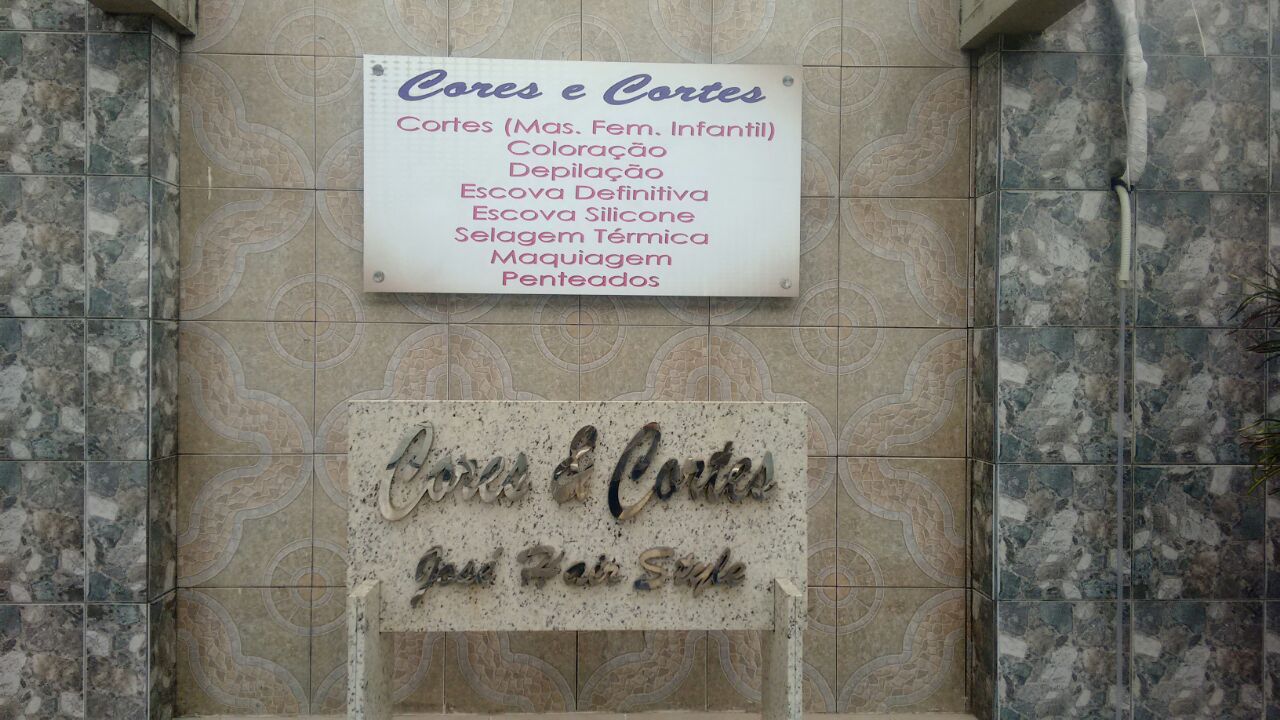 Cores e Cortes
Cortes (Mas. Fem. Infantil)
Coloração
Depilação
Escova Definitiva
Escova Silicone
Selagem Térmica
Maquiagem
Penteados
Cores & Cortes
José Hair Style